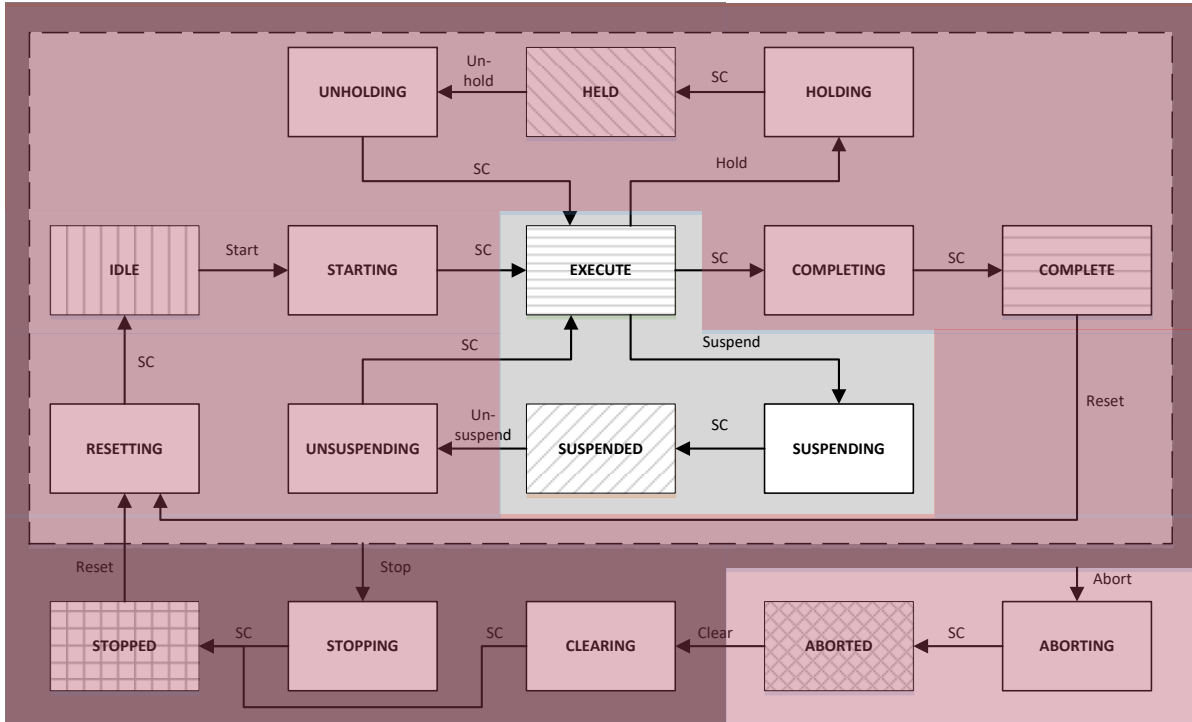 Un-
hold
SC
UNHOLDING
HELD
HOLDING
SC
Hold
Start
SC
SC
SC
IDLE
STARTING
EXECUTE
COMPLETING
COMPLETE
SC
SC
Suspend
Reset
Un-
suspend
SC
RESETTING
UNSUSPENDING
SUSPENDED
SUSPENDING
Reset
Stop
Abort
SC
SC
Clear
SC
STOPPED
STOPPING
CLEARING
ABORTED
ABORTING